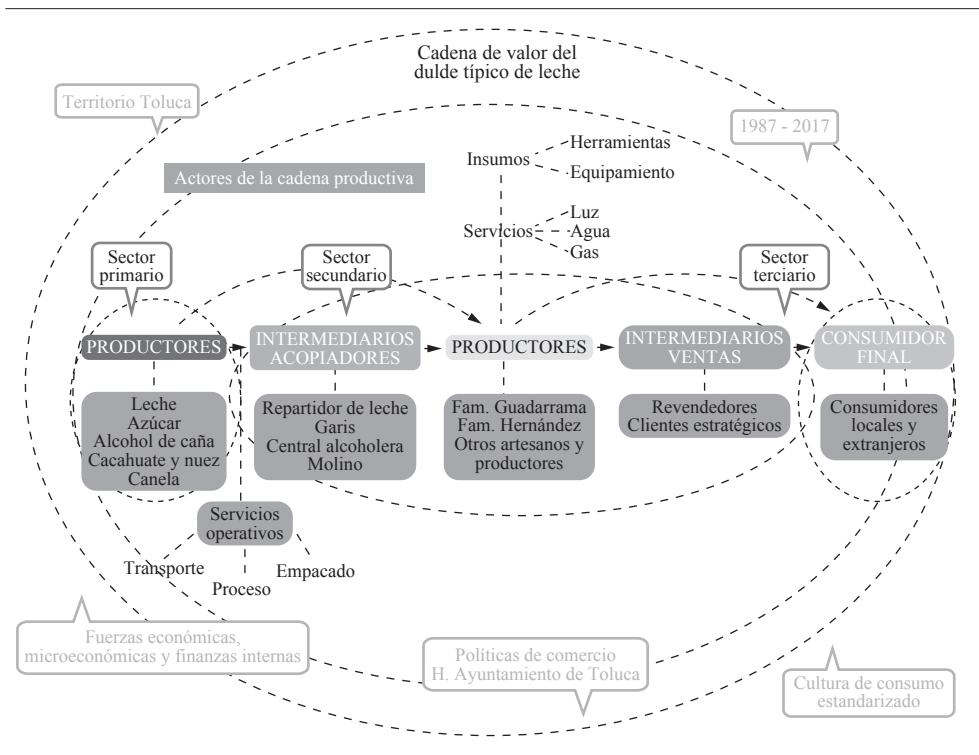 Cadena de valor del
dulde típico de leche
Territorio Toluca
1987 - 2017
Actores de la cadena productiva
Insumos
Herramientas
Equipamiento
Servicios
Luz
Agua
Gas
Sector
primario
Sector
secundario
Sector
terciario
PRODUCTORES
INTERMEDIARIOS
ACOPIADORES
PRODUCTORES
INTERMEDIARIOS
VENTAS
CONSUMIDOR
FINAL
Leche
Azúcar
Alcohol de caña
Cacahuate y nuez
Canela
Repartidor de leche
Garis
Central alcoholera
Molino
Fam. Guadarrama
Fam. Hernández
Otros artesanos y
productores
Revendedores
Clientes estratégicos
Consumidores
locales y
extranjeros
Servicios
operativos
Transporte
Proceso
Empacado
Fuerzas económicas,
microeconómicas y finanzas internas
Políticas de comercio
H. Ayuntamiento de Toluca
Cultura de consumo
estandarizado